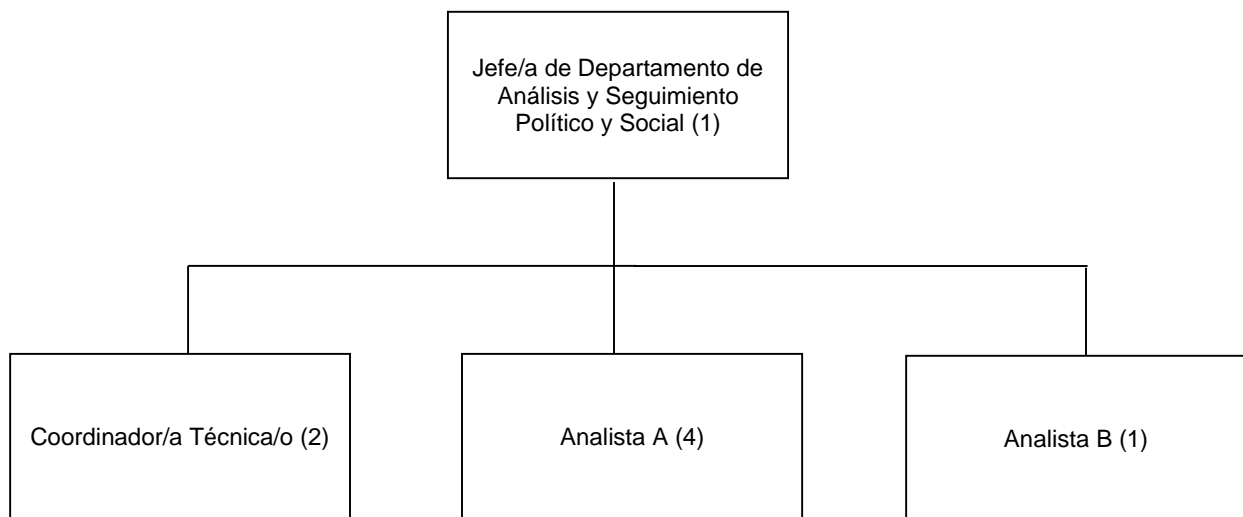 Jefe/a de Departamento de
Análisis y Seguimiento
Político y Social (1)
Coordinador/a Técnica/o (2)
Analista A (4)
Analista B (1)